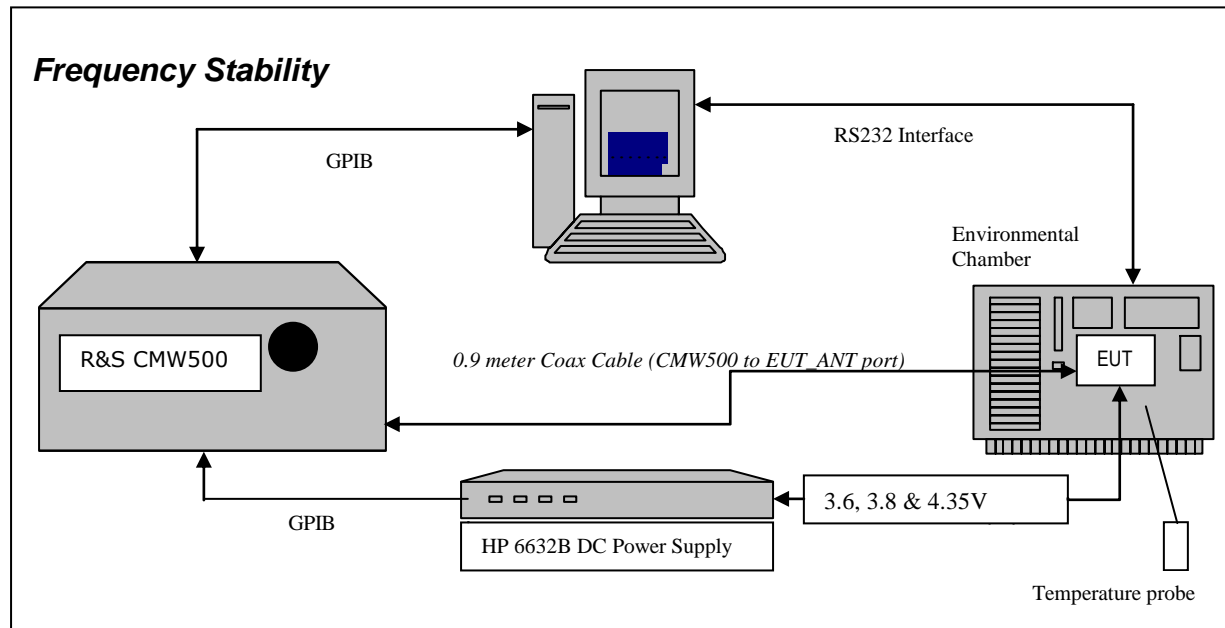 Frequency Stability
RS232 Interface
GPIB
Environmental
Chamber
R&S CMW500
0.9 meter Coax Cable (CMW500 to EUT_ANT port)
EUT
3.6, 3.8 & 4.35V
GPIB
HP 6632B DC Power Supply
Temperature probe